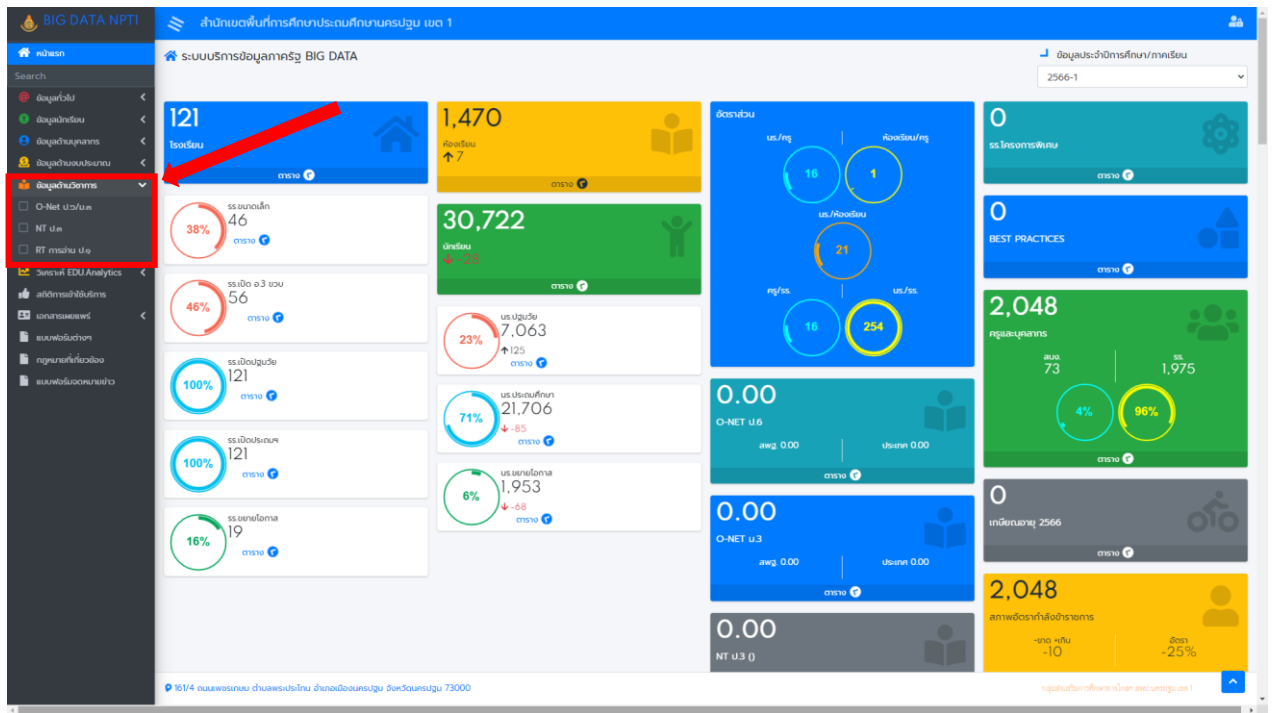 BIG DATA NPT1
สำนักเขตพื้นที่การศึกษาประถมศึกษานครปฐม เขต 1
หน้าแรก
Search
ข้อมูลทั่วไป
ข้อมูลนักเรียน
ข้อมูลด้านบุคลากร
ข้อมูลด้านงบประมาณ
ข้อมูลด้านวิชาการ
O-Net ป.๖/ม.๓
NT ป.๓
RT การอ่าน ป.๑
วิเคราะห์ EDU.Analytics
สถิติการเข้าใช้บริการ
เอกสารเผยแพร่
แบบฟอร์มต่างๆ
กฎหมายที่เกี่ยวข้อง
แบบฟอร์มจดหมายข่าว
ระบบบริการข้อมูลภาครัฐ BIG DATA
ข้อมูลประจำปีการศึกษา/ภาคเรียน
2566-1
121
โรงเรียน
ตาราง
38%
รร.ขนาดเล็ก
46
ตาราง
46%
รร.เปิด อ.3 ขวบ
56
ตาราง
100%
รร.เปิดปฐมวัย
121
ตาราง
100%
รร.เปิดประถมฯ
121
ตาราง
16%
รร.ขยายโอกาส
19
ตาราง
1,470
ห้องเรียน
7
ตาราง
30,722
นักเรียน
-28
ตาราง
23%
นร.ปฐมวัย
7,063
125
ตาราง
71%
นร.ประถมศึกษา
21,706
-85
ตาราง
6%
นร.ขยายโอกาส
1,953
-68
ตาราง
อัตราส่วน
นร./ครู
ห้องเรียน/ครู
16
1
นร./ห้องเรียน
21
ครู/รร.
นร./รร.
16
254
0.00
O-NET ป.6
สพฐ. 0.00
ประเทศ 0.00
ตาราง
0.00
O-NET ม.3
สพฐ. 0.00
ประเทศ 0.00
ตาราง
0.00
NT ป.3 ()
0
รร.โครงการพิเศษ
ตาราง
0
BEST PRACTICES
ตาราง
2,048
ครูและบุคลากร
สนง.
73
รร.
1,975
4%
96%
ตาราง
0
เกษียณอายุ 2566
ตาราง
2,048
สภาพอัตรากำลังข้าราชการ
-ขาด +เกิน
-10
อัตรา
-25%
161/4 ถนนเพชรเกษม ตำบลพระประโทน อำเภอเมืองนครปฐม จังหวัดนครปฐม 73000